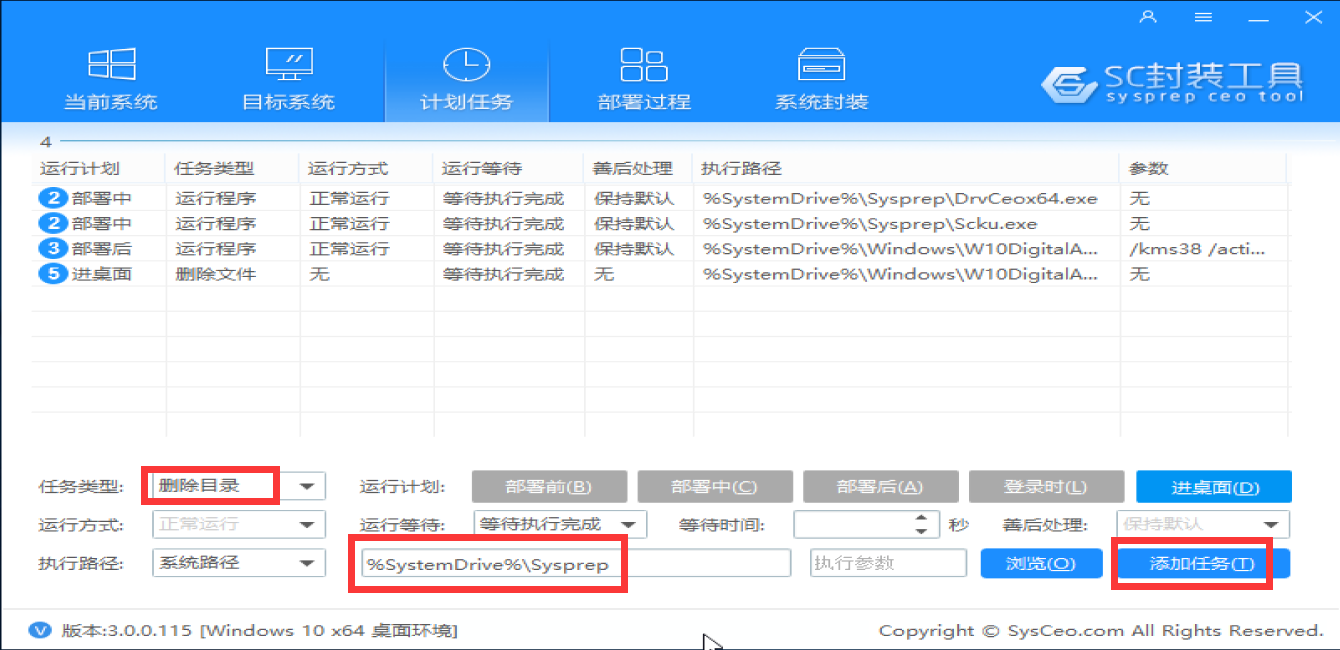 当前系统 目标系统 计划任务 部署过程 系统封装
SC封装工具
sysprep ceo tool
4
运行计划 任务类型 运行方式 运行等待 善后处理 执行路径 参数
2 部署中 运行程序 正常运行 等待执行完成 保持默认 %SystemDrive%\Sysprep\DrvCeox64.exe 无
2 部署中 运行程序 正常运行 等待执行完成 保持默认 %SystemDrive%\Sysprep\Scku.exe 无
3 部署后 运行程序 正常运行 等待执行完成 保持默认 %SystemDrive%\Windows\W10DigitalA... /kms38 /acti...
5 进桌面 删除文件 无 等待执行完成 无 %SystemDrive%\Windows\W10DigitalA... 无
任务类型: 删除目录 运行计划: 部署前(B) 部署中(C) 部署后(A) 登录时(L) 进桌面(D)
运行方式: 正常运行 运行等待: 等待执行完成 等待时间: 秒 善后处理: 保持默认
执行路径: 系统路径 %SystemDrive%\Sysprep 执行参数 浏览(O) 添加任务(T)
V 版本:3.0.0.115 [Windows 10 x64 桌面环境] Copyright © SysCeo.com All Rights Reserved.